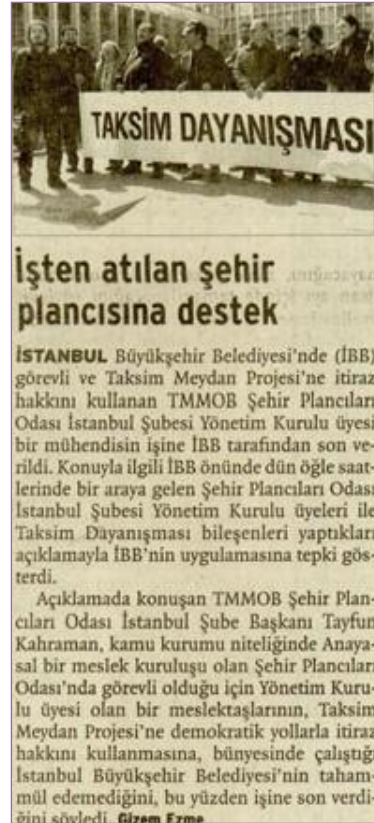 TAKSİM DAYANIŞMASI
İşten atılan şehir
plancısına destek
İSTANBUL Büyükşehir Belediyesi'nde (İBB)
görevli ve Taksim Meydan Projesi'ne itiraz
hakkını kullanan TMMOB Şehir Plancıları
Odası İstanbul Şubesi Yönetim Kurulu üyesi
bir mühendisin işine İBB tarafından son ve-
rildi. Konuyla ilgili İBB önünde dün öğle saat-
lerinde bir araya gelen Şehir Plancıları Odası
İstanbul Şubesi Yönetim Kurulu üyeleri ile
Taksim Dayanışması bileşenleri yaptıkları
açıklamayla İBB'nin uygulamasına tepki gös-
terdi.
Açıklamada konuşan TMMOB Şehir Plan-
cıları Odası İstanbul Şube Başkanı Tayfun
Kahraman, kamu kurumu niteliğinde Anaya-
sal bir meslek kuruluşu olan Şehir Plancıları
Odası'nda görevli olduğu için Yönetim Kuru-
lu üyesi olan bir meslektaşlarının, Taksim
Meydan Projesi'ne demokratik yollarla itiraz
hakkını kullanmasına, bünyesinde çalıştığı
İstanbul Büyükşehir Belediyesi'nin taham-
mül edemediğini, bu yüzden işine son verdi-
ğini söyledi. Gizem Ezme